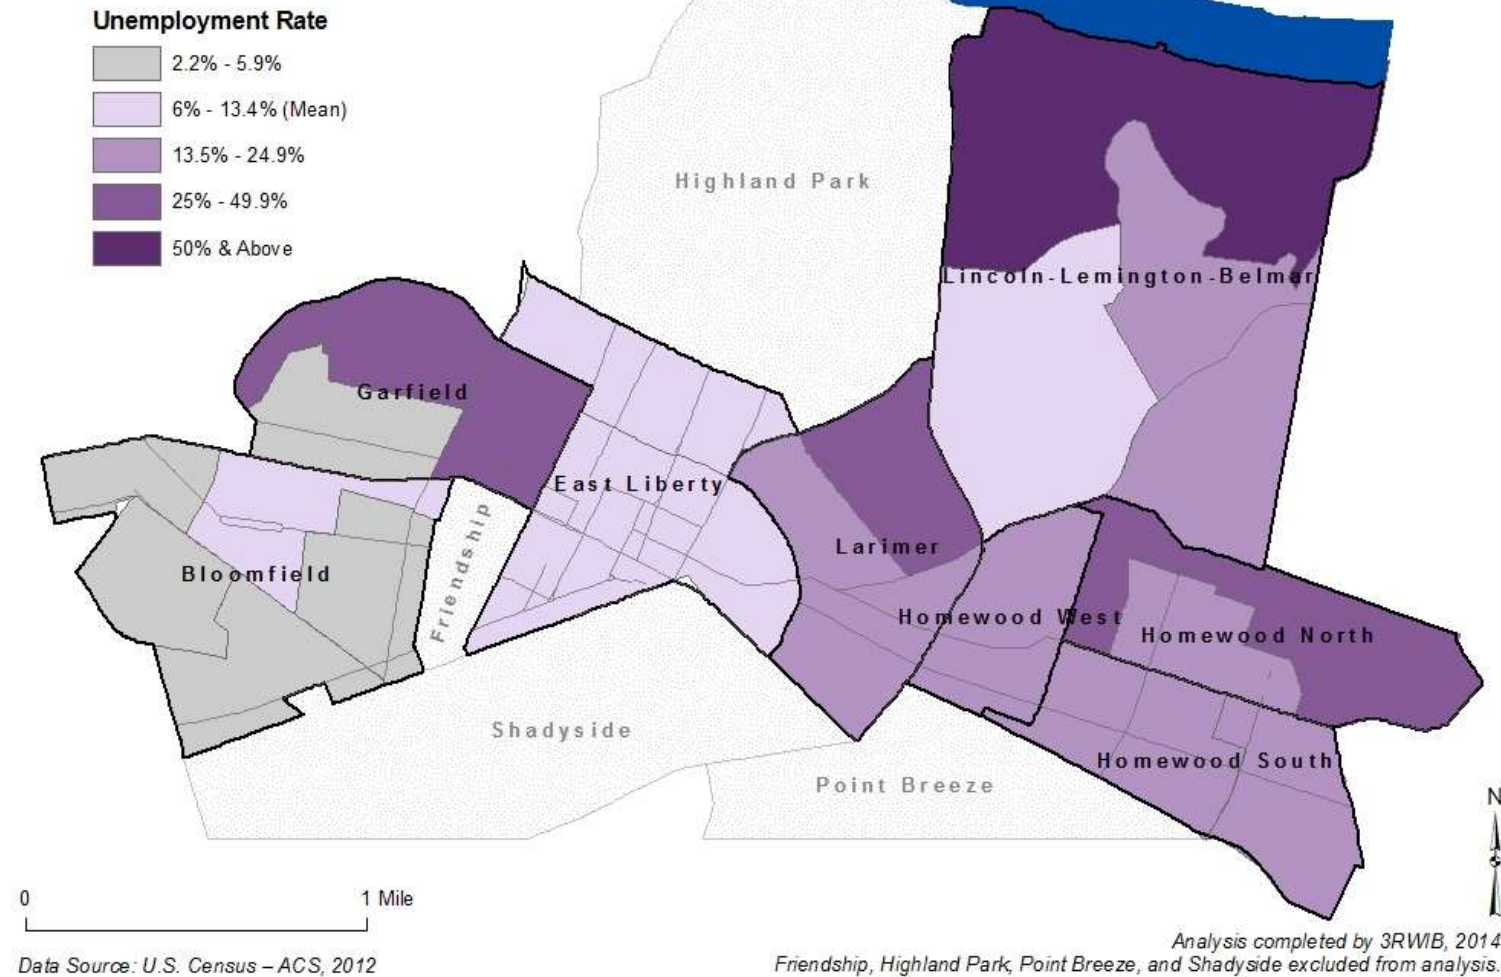 Unemployment Rate
2.2% - 5.9%
6% - 13.4% (Mean)
13.5% - 24.9%
25% - 49.9%
50% & Above
Highland Park
Lincoln-Lemington-Belmar
Garfield
East Liberty
Friendship
Bloomfield
Larimer
Homewood West
Homewood North
Shadyside
Point Breeze
Homewood South
N
0 1 Mile
Analysis completed by 3RWIB, 2014
Data Source: U.S. Census – ACS, 2012
Friendship, Highland Park, Point Breeze, and Shadyside excluded from analysis.